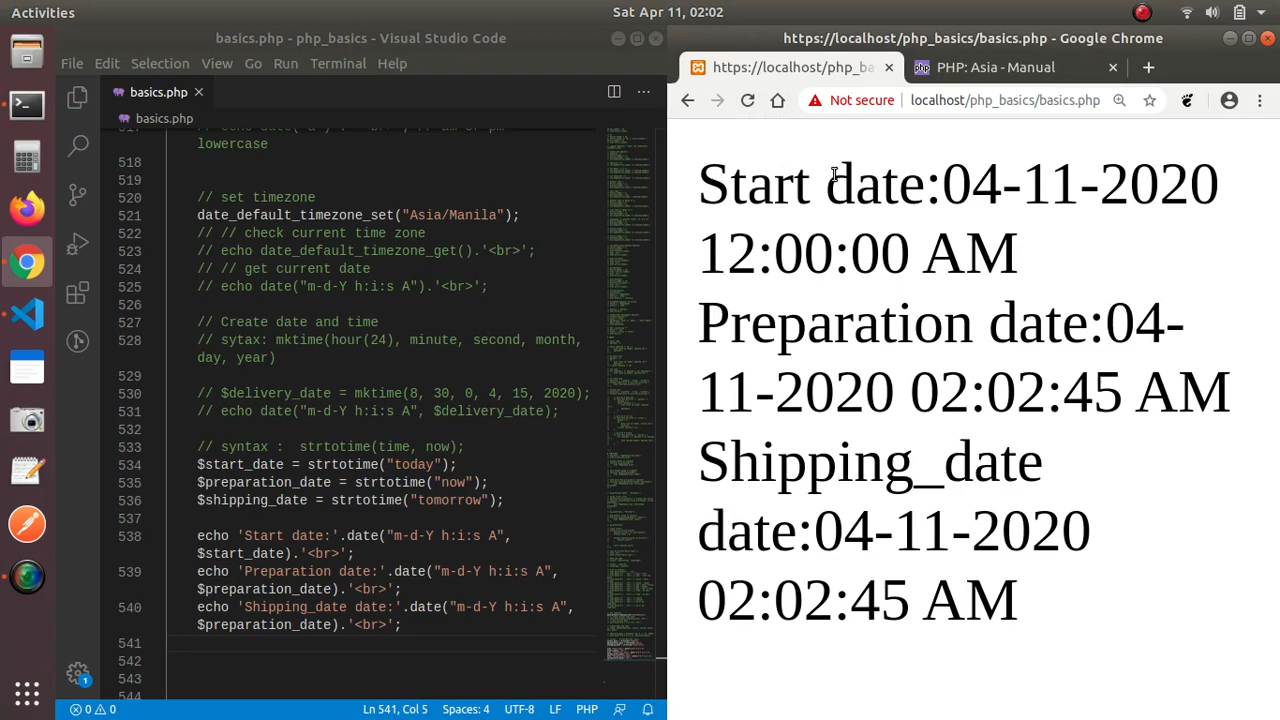 Activities
Sat Apr 11, 02:02
basics.php - php_basics - Visual Studio Code
File Edit Selection View Go Run Terminal Help
basics.php
basics.php
lowercase
518
519
520 // set timezone
521 date_default_timezone_set("Asia/Manila");
522 // // check current time zone
523 // echo date_default_timezone_get().'<br>';
524 // // get current date
525 // echo date("m-d-Y h:i:s A").'<br>';
526
527 // Create date and time
528 // sytax: mktime(hour(24), minute, second, month,
day, year)
529
530 // $delivery_date = mktime(8, 30, 0, 4, 15, 2020);
531 // echo date("m-d-Y h:i:s A", $delivery_date);
532
533 // syntax :  strtotime(time, now);
534 $start_date = strtotime("today");
535 $preparation_date = strtotime("now");
536 $shipping_date = strtotime("tomorrow");
537
538 echo 'Start date:'.date("m-d-Y h:i:s A",
$start_date).'<br>';
539 echo 'Preparation date:'.date("m-d-Y h:i:s A",
$preparation_date).'<br>';
540 echo 'Shipping_date date:'.date("m-d-Y h:i:s A",
$preparation_date).'<br>';
541
542
543
1
0 0 Ln 541, Col 5 Spaces: 4 UTF-8 LF PHP
https://localhost/php_basics/basics.php - Google Chrome
https://localhost/php_ba
php PHP: Asia - Manual
Not secure localhost/php_basics/basics.php
Start date:04-11-2020
12:00:00 AM
Preparation date:04-
11-2020 02:02:45 AM
Shipping_date
date:04-11-2020
02:02:45 AM